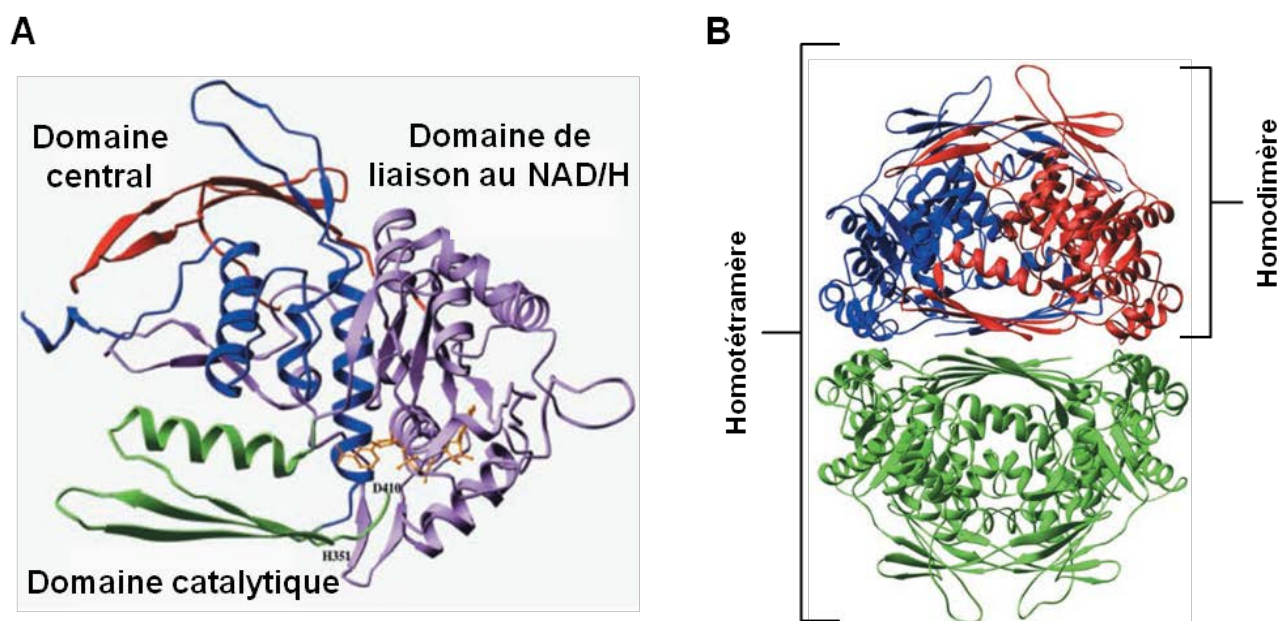 A
Domaine
central
Domaine de
liaison au NAD/H
D410
H351
Domaine catalytique
B
Homotétramère
Homodimère